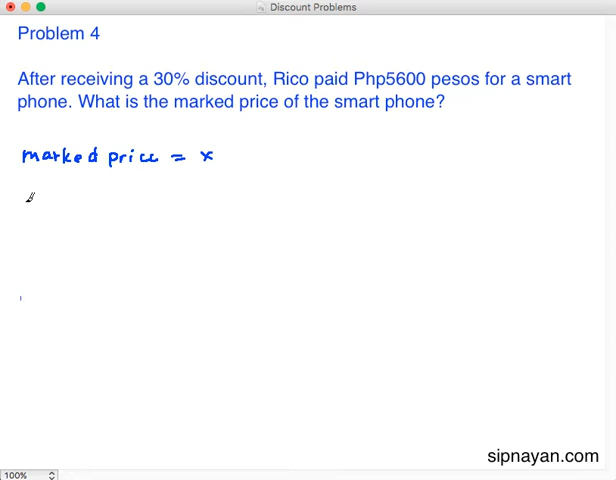 Discount Problems
Problem 4
After receiving a 30% discount, Rico paid Php5600 pesos for a smart
phone. What is the marked price of the smart phone?
marked price = x
sipnayan.com
100%